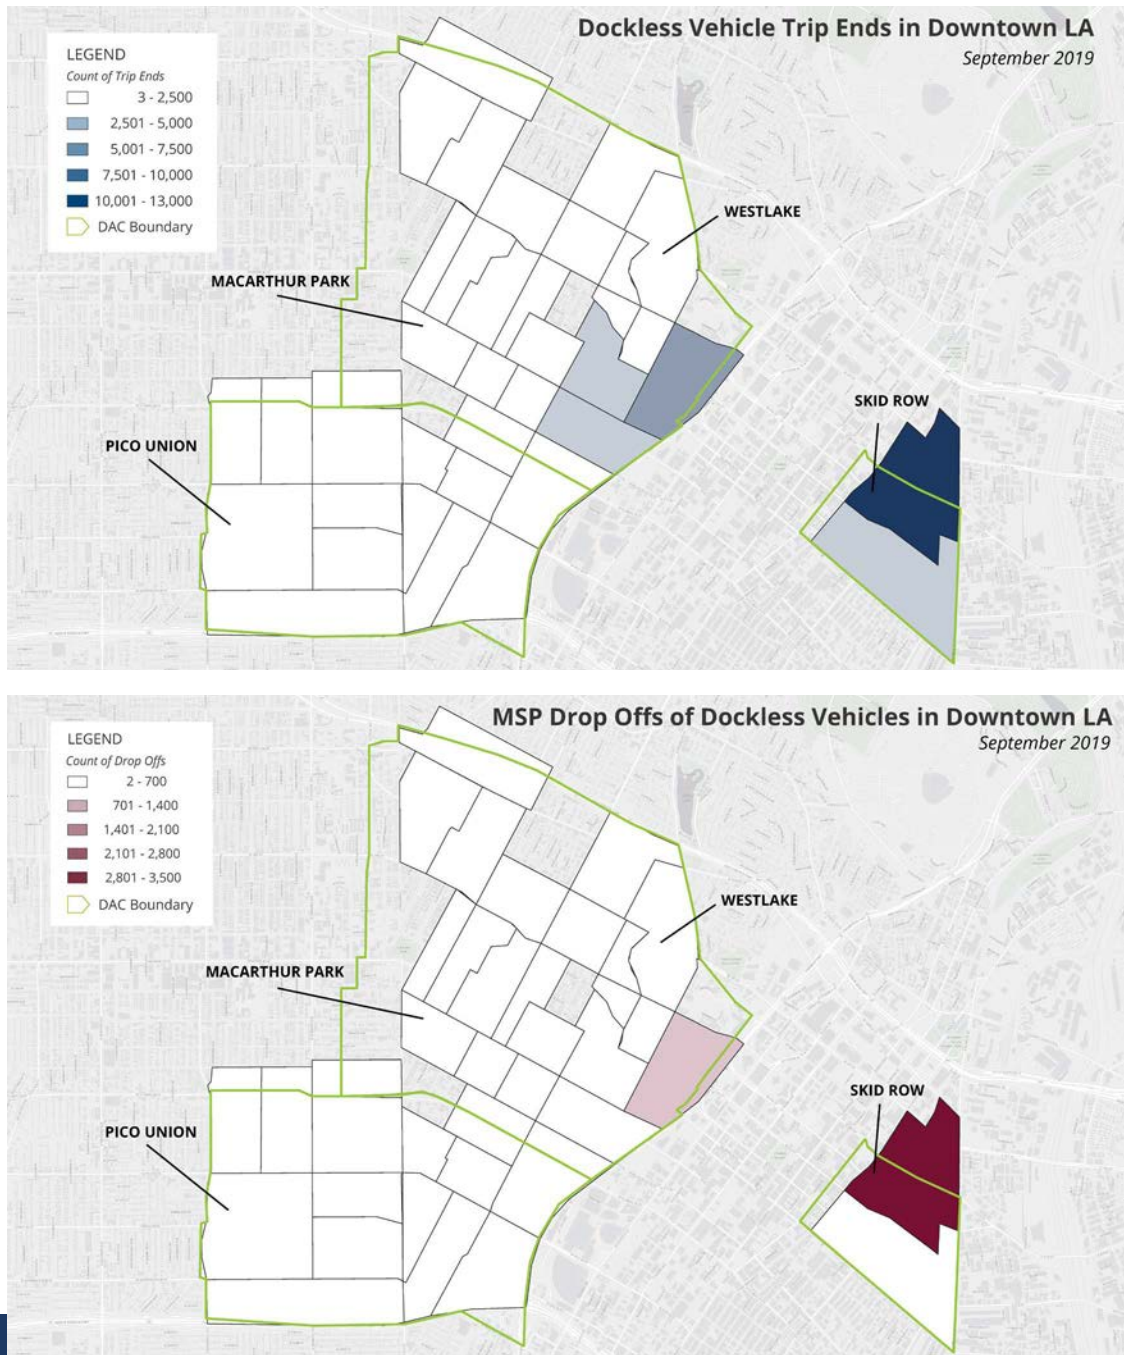 Dockless Vehicle Trip Ends in Downtown LA
September 2019
LEGEND
Count of Trip Ends
3 - 2,500
2,501 - 5,000
5,001 - 7,500
7,501 - 10,000
10,001 - 13,000
DAC Boundary
WESTLAKE
MACARTHUR PARK
SKID ROW
PICO UNION
MSP Drop Offs of Dockless Vehicles in Downtown LA
September 2019
LEGEND
Count of Drop Offs
2 - 700
701 - 1,400
1,401 - 2,100
2,101 - 2,800
2,801 - 3,500
DAC Boundary
WESTLAKE
MACARTHUR PARK
SKID ROW
PICO UNION